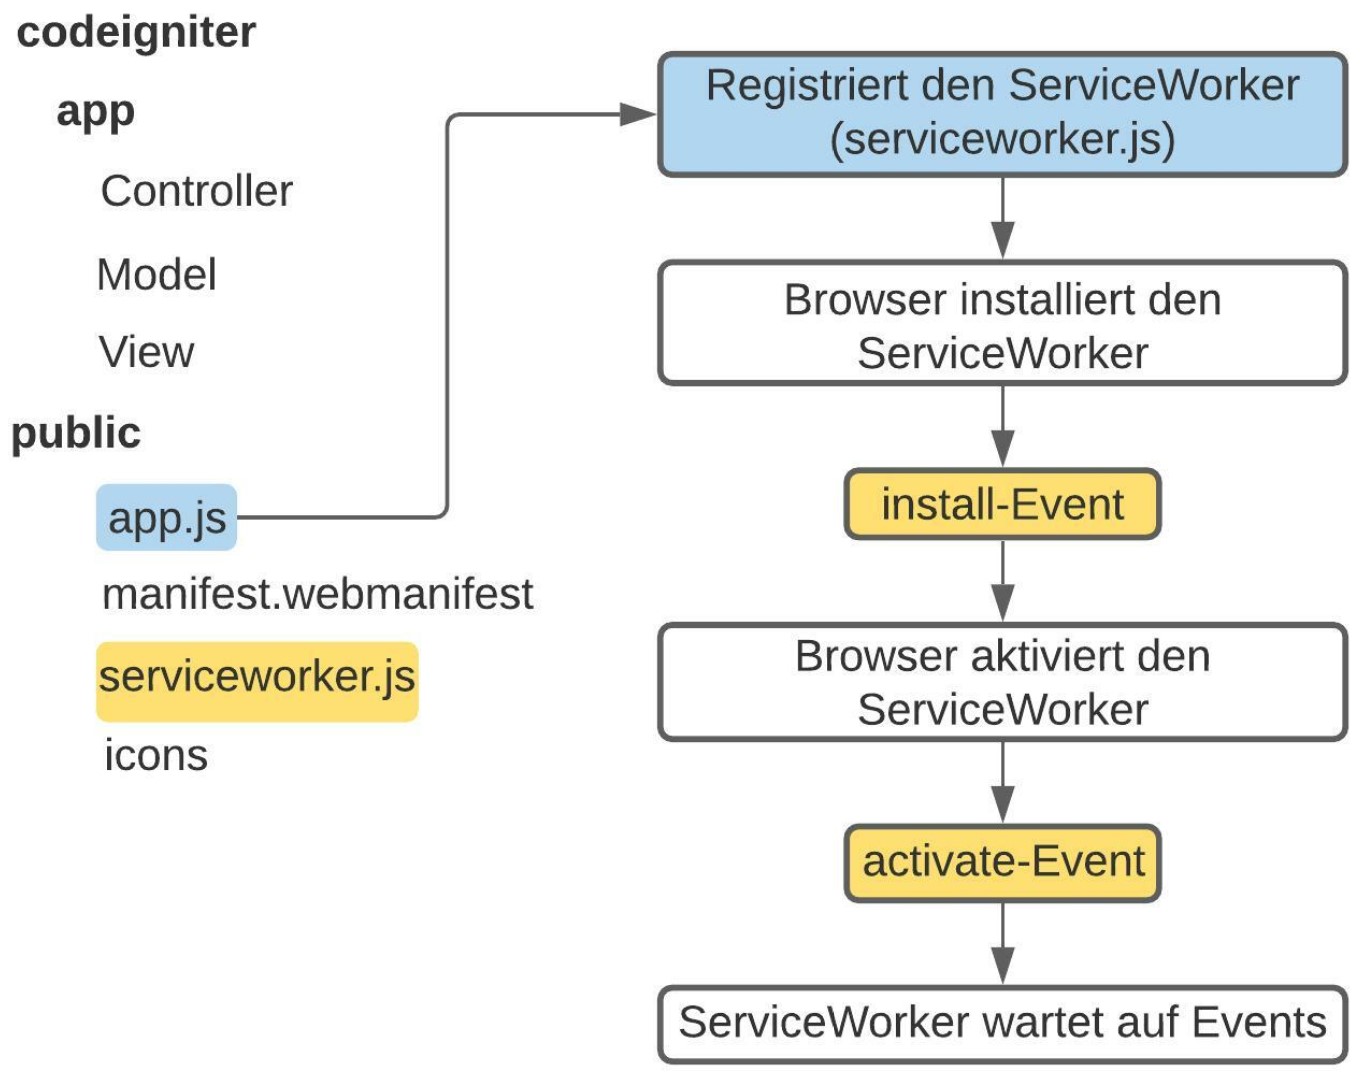 codeigniter
app
Controller
Model
View
public
app.js
manifest.webmanifest
serviceworker.js
icons
Registriert den ServiceWorker
(serviceworker.js)
Browser installiert den
ServiceWorker
install-Event
Browser aktiviert den
ServiceWorker
activate-Event
ServiceWorker wartet auf Events